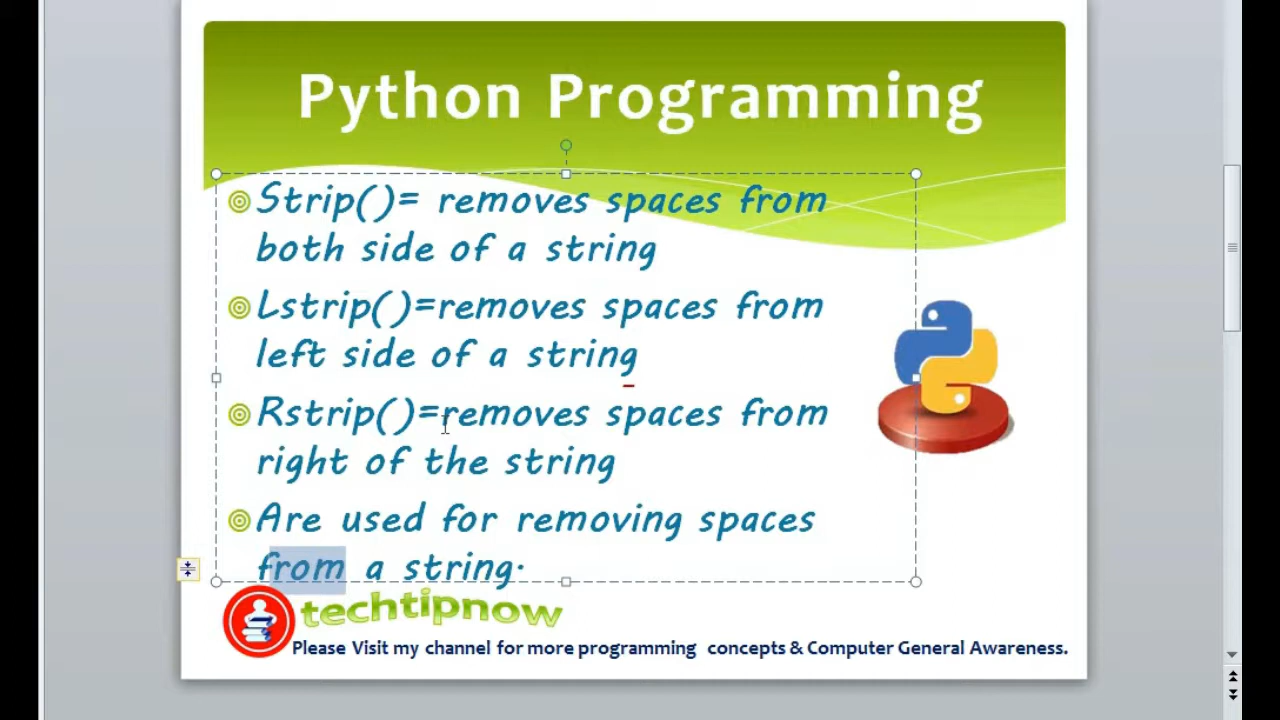 Python Programming
Strip()= removes spaces from
both side of a string
Lstrip()=removes spaces from
left side of a string
Rstrip()=removes spaces from
right of the string
Are used for removing spaces
from a string.
techtipnow
Please Visit my channel for more programming concepts & Computer General Awareness.